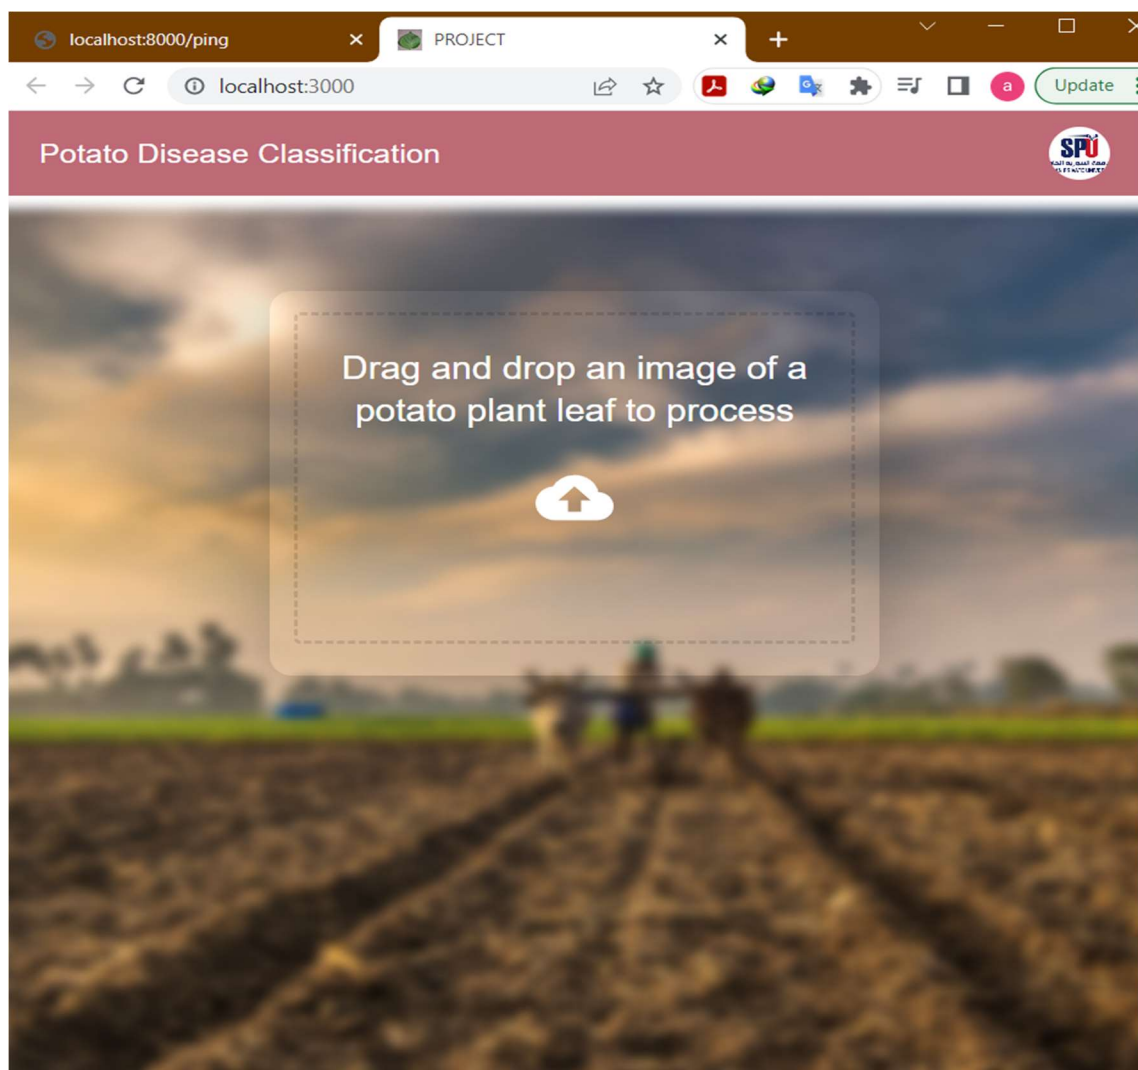 localhost:8000/ping
PROJECT
localhost:3000
a
Update
Potato Disease Classification
SPU
Drag and drop an image of a
potato plant leaf to process